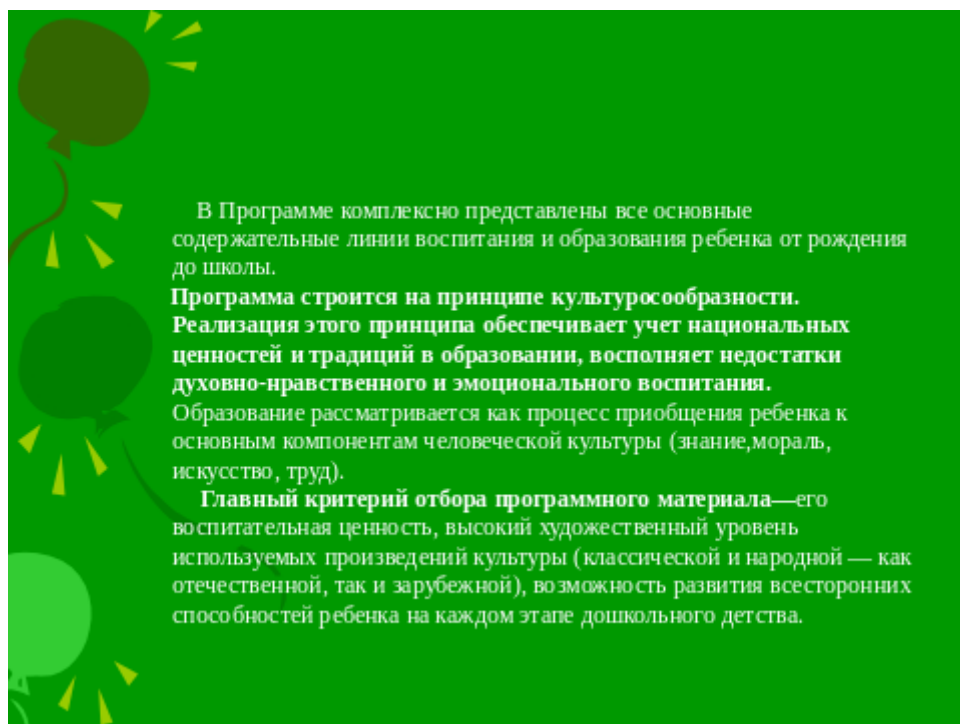 В Программе комплексно представлены все основные
содержательные линии воспитания и образования ребенка от рождения
до школы.
Программа строится на принципе культуросообразности.
Реализация этого принципа обеспечивает учет национальных
ценностей и традиций в образовании, восполняет недостатки
духовно-нравственного и эмоционального воспитания.
Образование рассматривается как процесс приобщения ребенка к
основным компонентам человеческой культуры (знание,мораль,
искусство, труд).
Главный критерий отбора программного материала—его
воспитательная ценность, высокий художественный уровень
используемых произведений культуры (классической и народной — как
отечественной, так и зарубежной), возможность развития всесторонних
способностей ребенка на каждом этапе дошкольного детства.